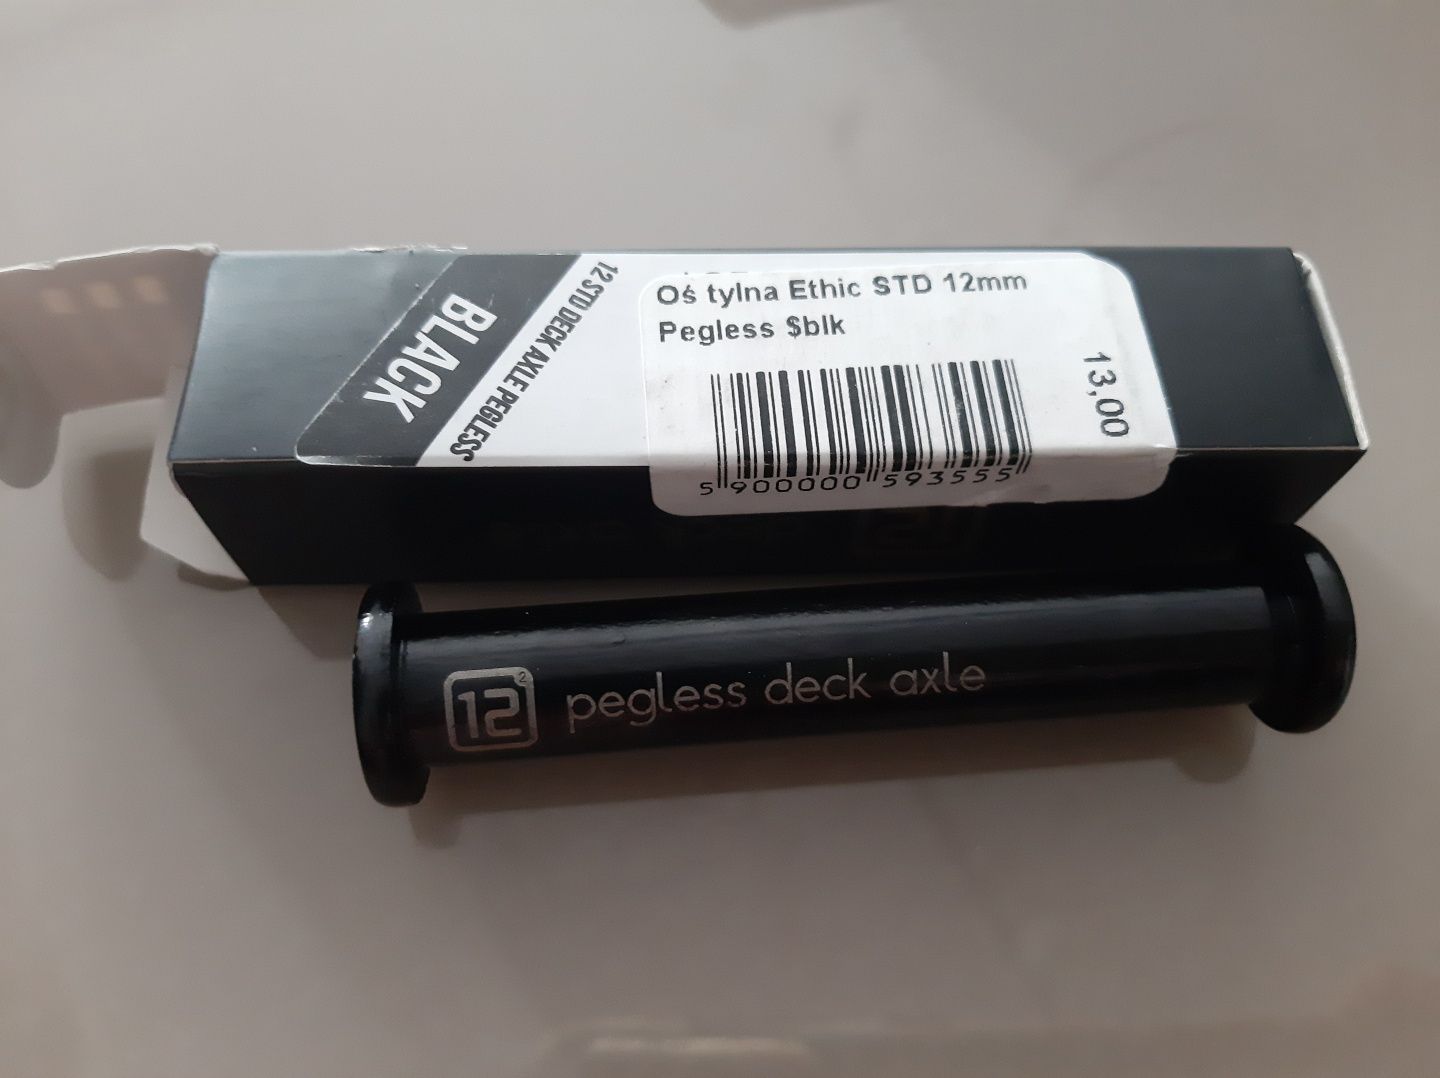 BLACK
12 STD DECK AXLE PEGLESS
Oś tylna Ethic STD 12mm
Pegless $blk
13,00
5 900000 593555
12² pegless deck axle